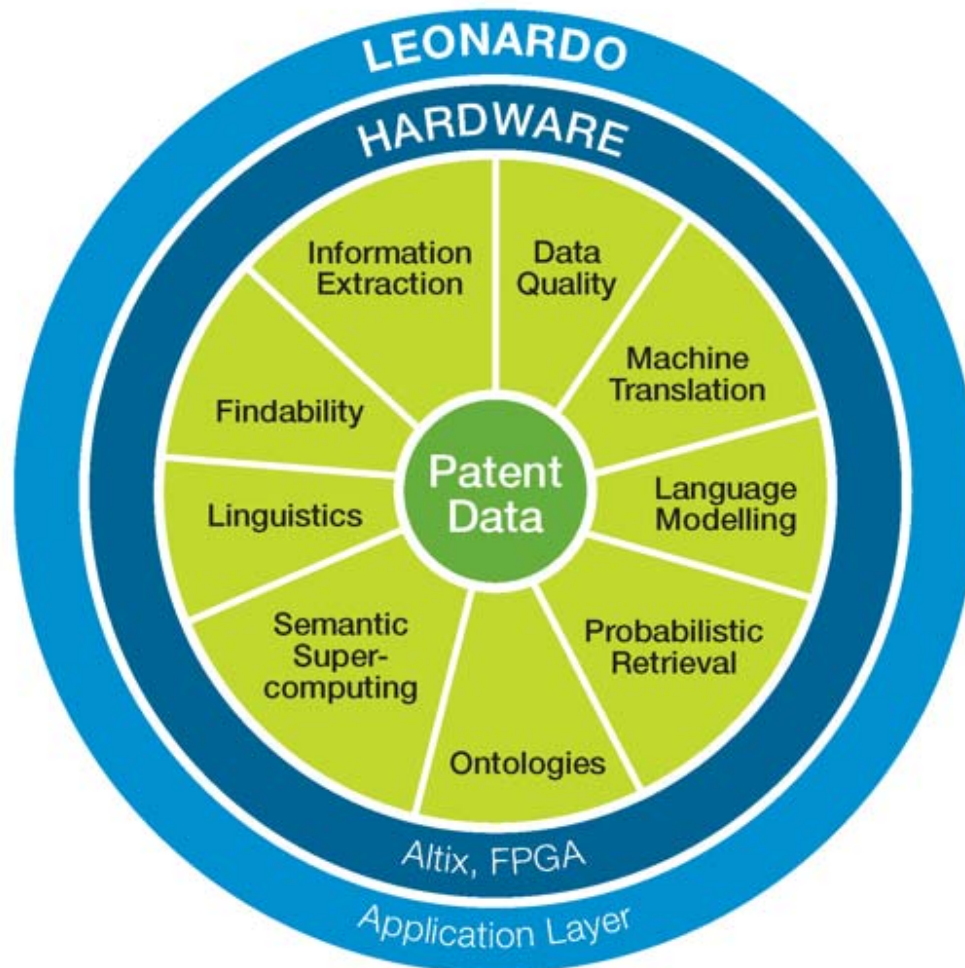 LEONARDO
HARDWARE
Information
Extraction
Data
Quality
Machine
Translation
Findability
Patent
Data
Language
Modelling
Linguistics
Semantic
Super-
computing
Probabilistic
Retrieval
Ontologies
Altix, FPGA
Application Layer